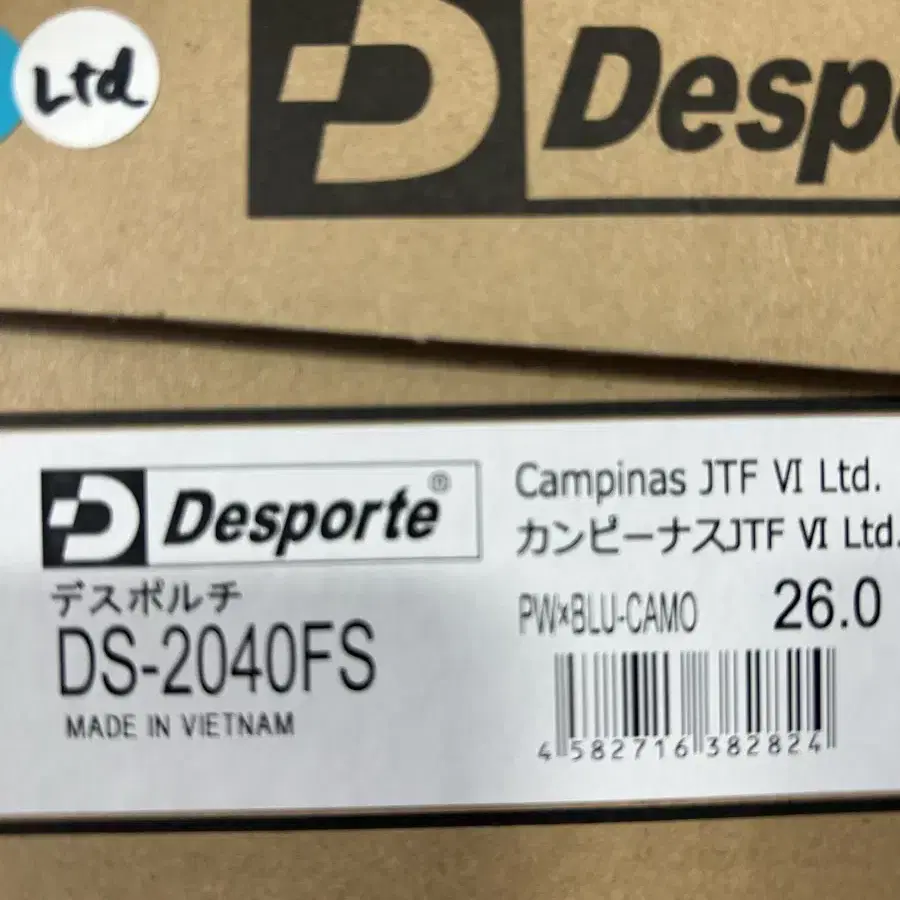 Ltd
Desp
Desporte®
デスポルチ
DS-2040FS
MADE IN VIETNAM
Campinas JTF Ⅵ Ltd.
カンピーナスJTF Ⅵ Ltd.
PW×BLU-CAMO 26.0
4 582716 382824